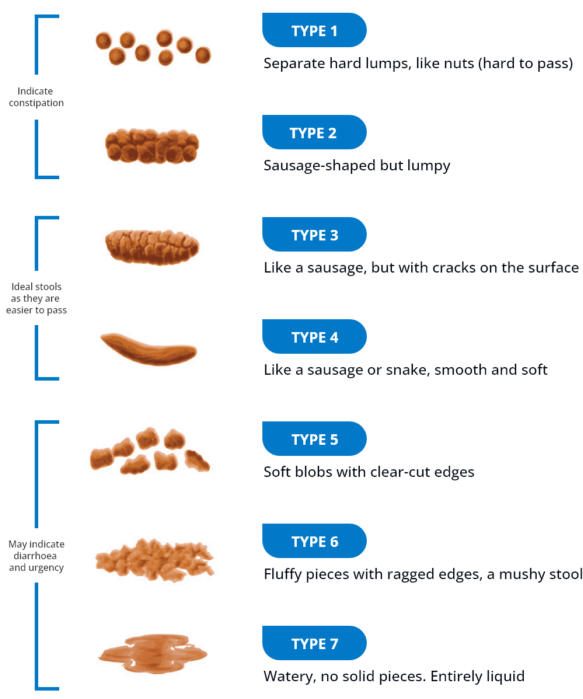 TYPE 1
Separate hard lumps, like nuts (hard to pass)
Indicate
constipation
TYPE 2
Sausage-shaped but lumpy
TYPE 3
Like a sausage, but with cracks on the surface
Ideal stools
as they are
easier to pass
TYPE 4
Like a sausage or snake, smooth and soft
TYPE 5
Soft blobs with clear-cut edges
May indicate
diarrhoea
and urgency
TYPE 6
Fluffy pieces with ragged edges, a mushy stool
TYPE 7
Watery, no solid pieces. Entirely liquid